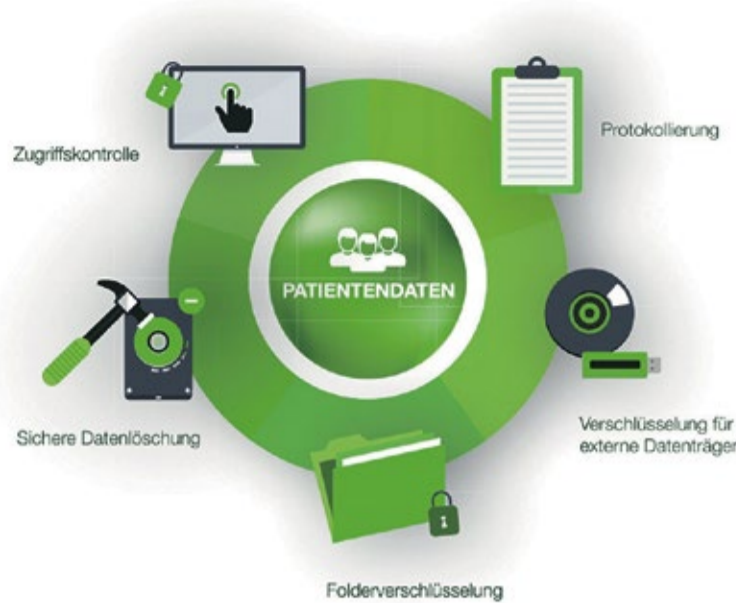 Zugriffskontrolle
Protokollierung
PATIENTENDATEN
Sichere Datenlöschung
Verschlüsselung für
externe Datenträger
Folderverschlüsselung